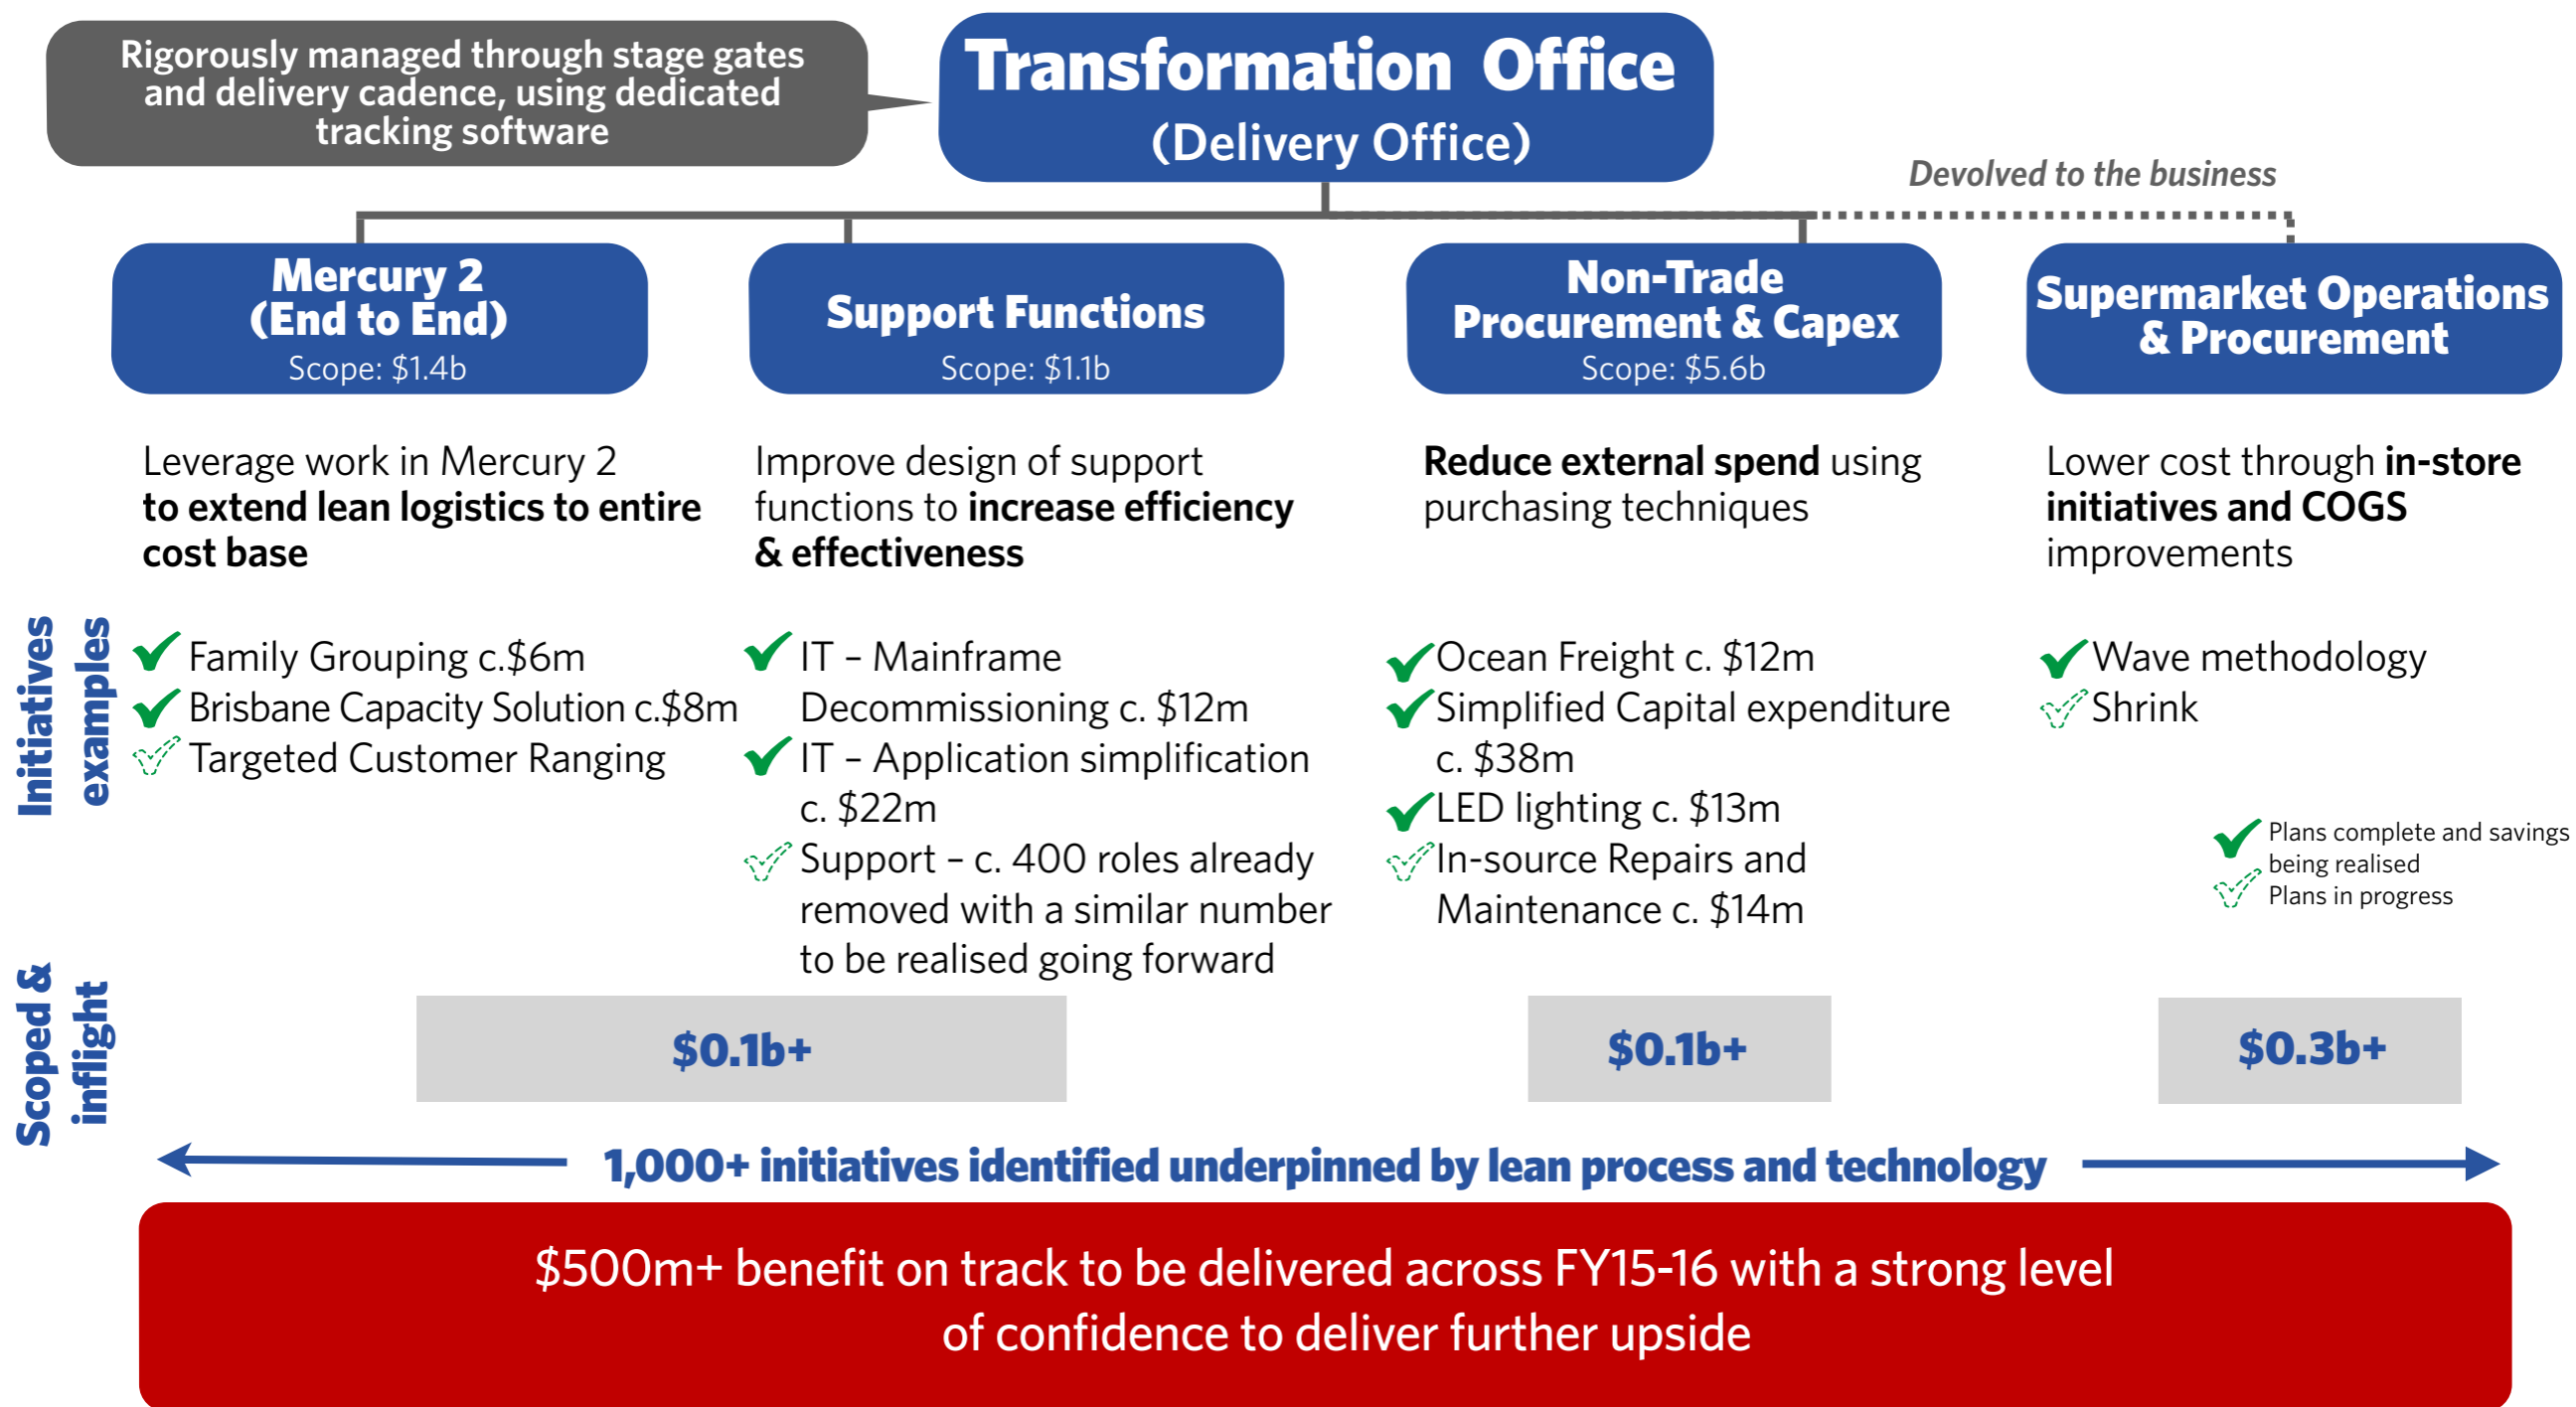 Rigorously managed through stage gates
and delivery cadence, using dedicated
tracking software
Transformation Office
(Delivery Office)
Devolved to the business
Mercury 2
(End to End)
Scope: $1.4b
Support Functions
Scope: $1.1b
Non-Trade
Procurement & Capex
Scope: $5.6b
Supermarket Operations
& Procurement
Leverage work in Mercury 2
to extend lean logistics to entire
cost base
Improve design of support
functions to increase efficiency
& effectiveness
Reduce external spend using
purchasing techniques
Lower cost through in-store
initiatives and COGS
improvements
Initiatives
examples
Family Grouping c.$6m
Brisbane Capacity Solution c.$8m
Targeted Customer Ranging
IT – Mainframe
Decommissioning c. $12m
IT – Application simplification
c. $22m
Support – c. 400 roles already
removed with a similar number
to be realised going forward
Ocean Freight c. $12m
Simplified Capital expenditure
c. $38m
LED lighting c. $13m
In-source Repairs and
Maintenance c. $14m
Wave methodology
Shrink
Plans complete and savings
being realised
Plans in progress
Scoped &
inflight
$0.1b+
$0.1b+
$0.3b+
1,000+ initiatives identified underpinned by lean process and technology
$500m+ benefit on track to be delivered across FY15-16 with a strong level
of confidence to deliver further upside